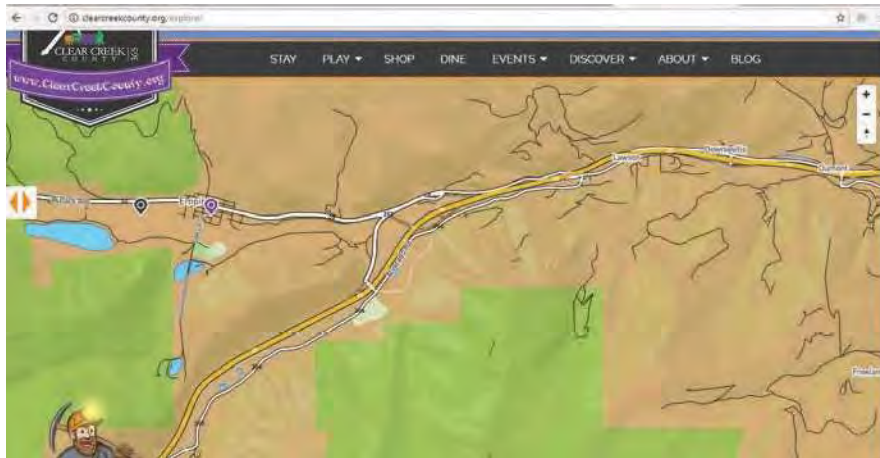 clearcreekcounty.org/explore/
CLEAR CREEK
COUNTY
www.ClearCreekCounty.org
STAY PLAY SHOP DINE EVENTS DISCOVER ABOUT BLOG
Lawson
Downieville
Dumont
Empire